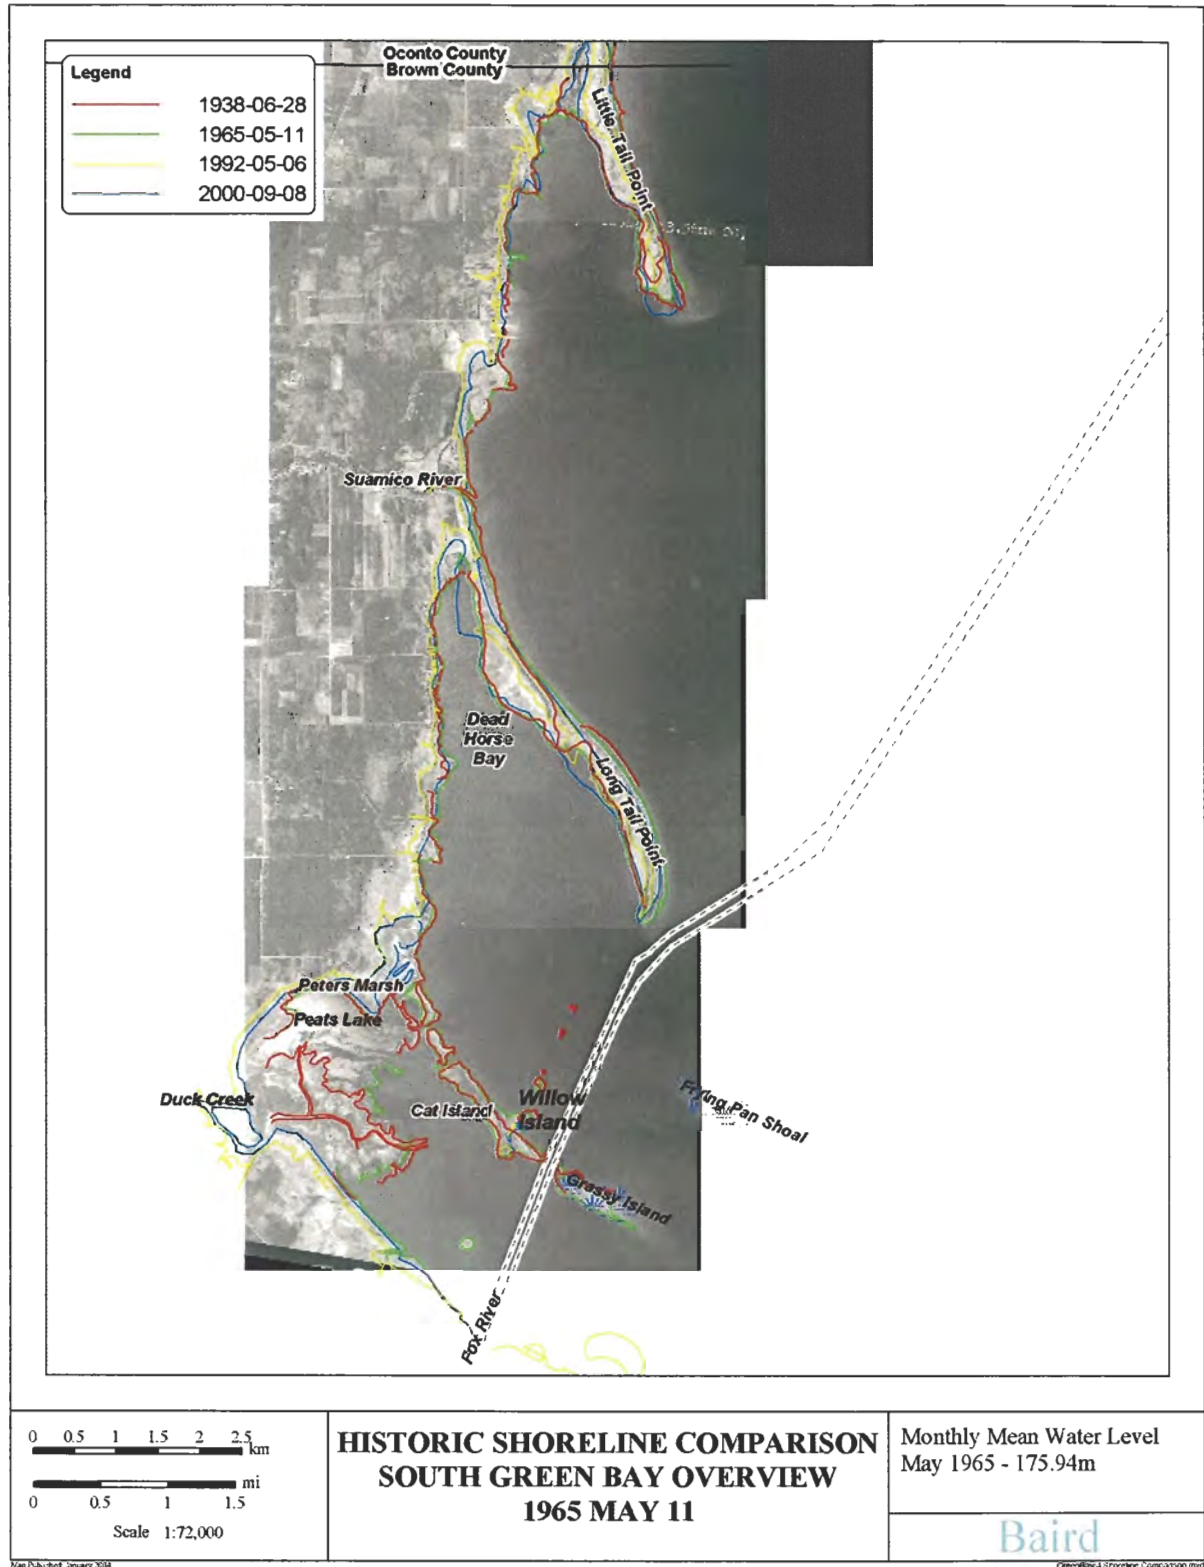 Oconto County
Brown County
Legend
1938-06-28
1965-05-11
1992-05-06
2000-09-08
Little Tail Point
Suamico River
Dead
Horse
Bay
Long Tail Point
Peters Marsh
Peats Lake
Duck Creek
Cat Island
Willow
Island
Frying Pan Shoal
Grassy Island
Fox River
0 0.5 1 1.5 2 2.5
km
mi
0 0.5 1 1.5
Scale 1:72,000
HISTORIC SHORELINE COMPARISON
SOUTH GREEN BAY OVERVIEW
1965 MAY 11
Monthly Mean Water Level
May 1965 - 175.94m
Baird
Map Published: January 2004